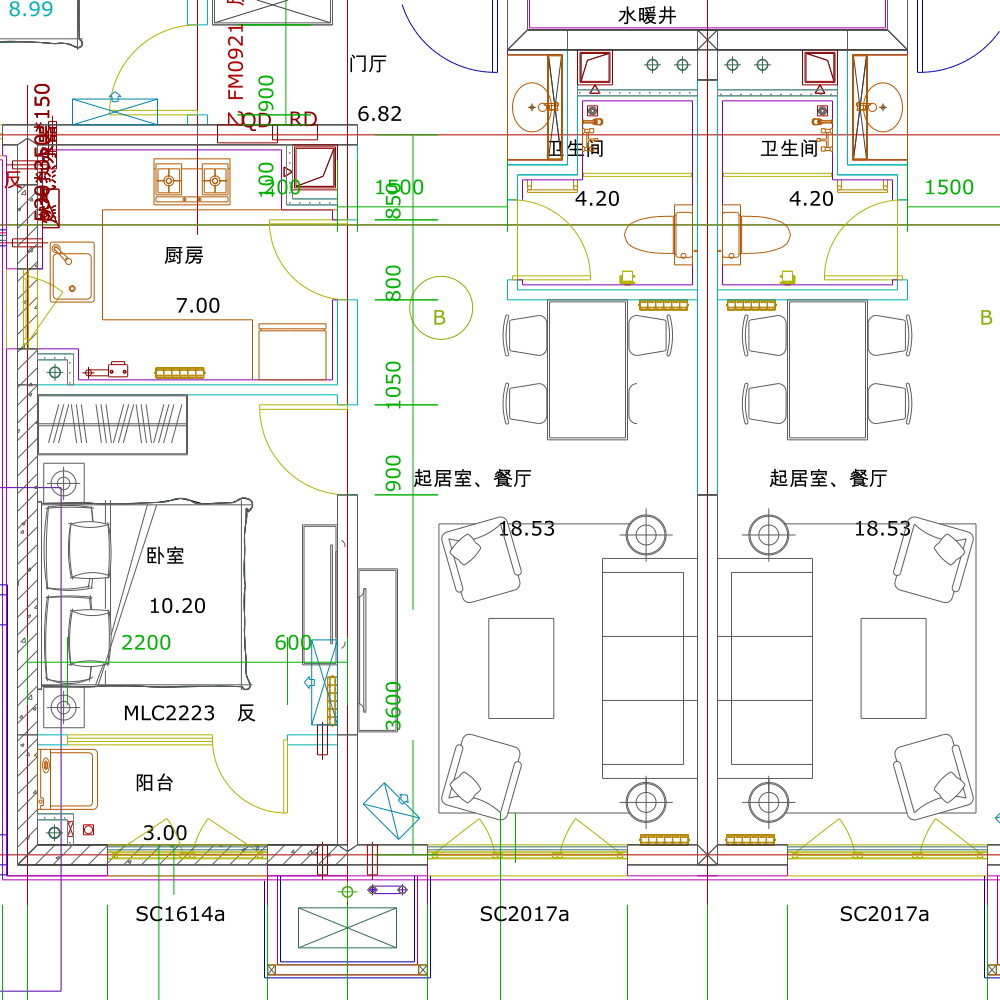 8.99
水暖井
FM0921
门厅
900
6.82
QD
RD
卫生间
卫生间
4.20
4.20
反
100
200
1500
850
1500
厨房
7.00
800
B
B
1050
900
起居室、餐厅
起居室、餐厅
18.53
18.53
卧室
10.20
2200
600
3600
MLC2223
反
阳台
3.00
SC1614a
SC2017a
SC2017a